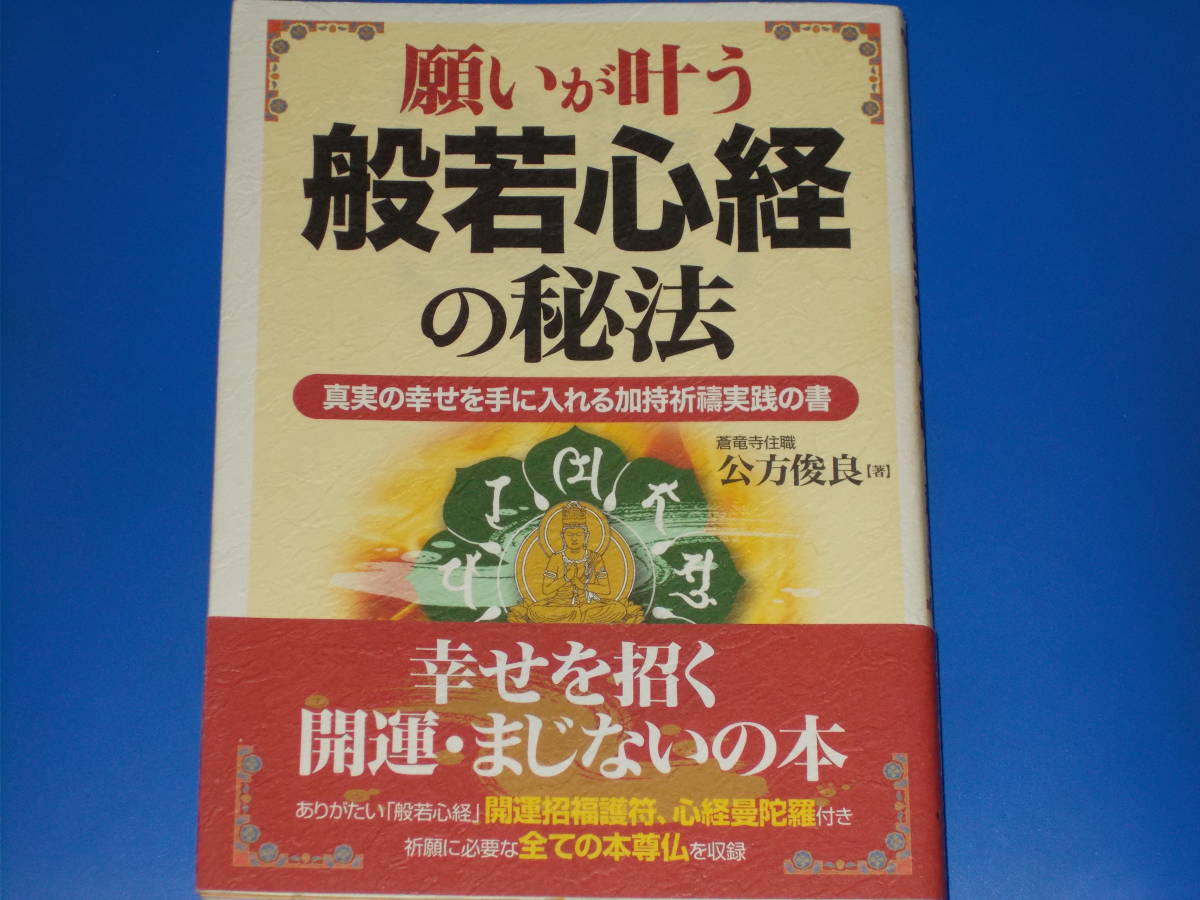 願いが叶う
般若心経
の秘法
真実の幸せを手に入れる加持祈禱実践の書
蒼竜寺住職
公方俊良【著】
幸せを招く
開運・まじないの本
ありがたい「般若心経」開運招福護符、心経曼陀羅付き
祈願に必要な全ての本尊仏を収録